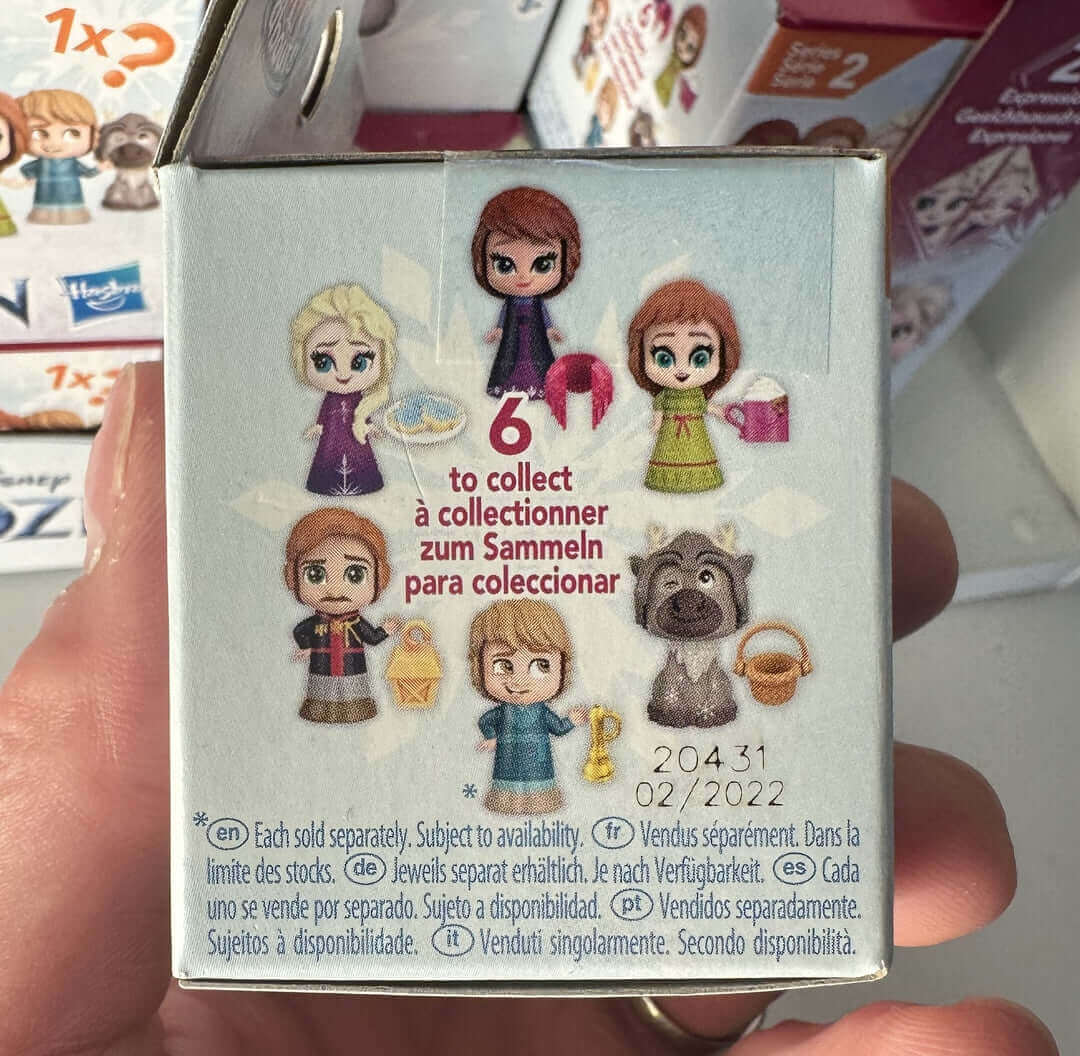 1x?
Series
Série
Serie 2
Hasbro
1x
6
to collect
à collectionner
zum Sammeln
para coleccionar
20431
02/2022
*
*en Each sold separately. Subject to availability. fr Vendus séparément. Dans la
limite des stocks. de Jeweils separat erhältlich. Je nach Verfügbarkeit. es Cada
uno se vende por separado. Sujeto a disponibilidad. pt Vendidos separadamente.
Sujeitos à disponibilidade. it Venduti singolarmente. Secondo disponibilità.